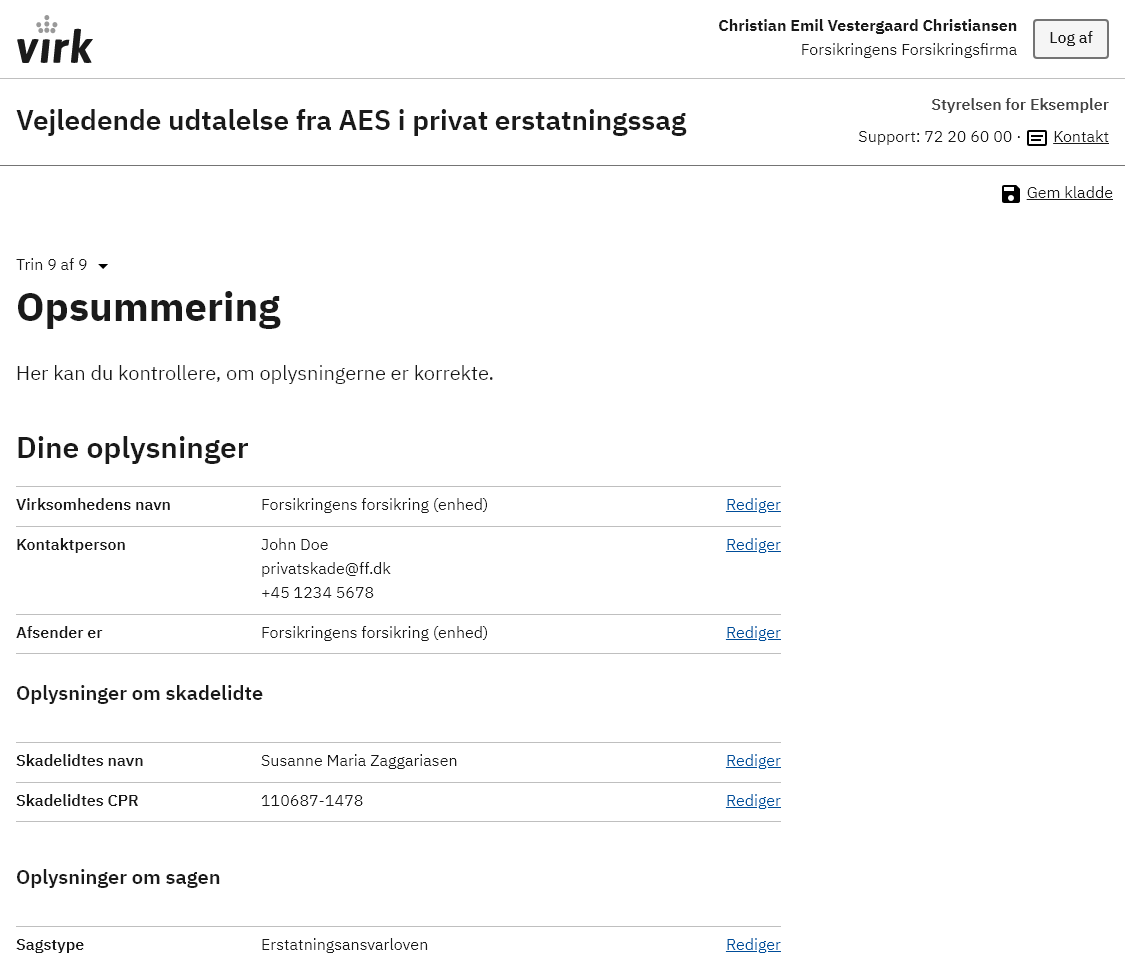 virk
Christian Emil Vestergaard Christiansen
Forsikringens Forsikringsfirma
Log af
Vejledende udtalelse fra AES i privat erstatningssag
Styrelsen for Eksempler
Support: 72 20 60 00 · Kontakt
Gem kladde
Trin 9 af 9
Opsummering
Her kan du kontrollere, om oplysningerne er korrekte.
Dine oplysninger
Virksomhedens navn Forsikringens forsikring (enhed) Rediger
Kontaktperson John Doe Rediger
privatskade@ff.dk
+45 1234 5678
Afsender er Forsikringens forsikring (enhed) Rediger
Oplysninger om skadelidte
Skadelidtes navn Susanne Maria Zaggariasen Rediger
Skadelidtes CPR 110687-1478 Rediger
Oplysninger om sagen
Sagstype Erstatningsansvarloven Rediger